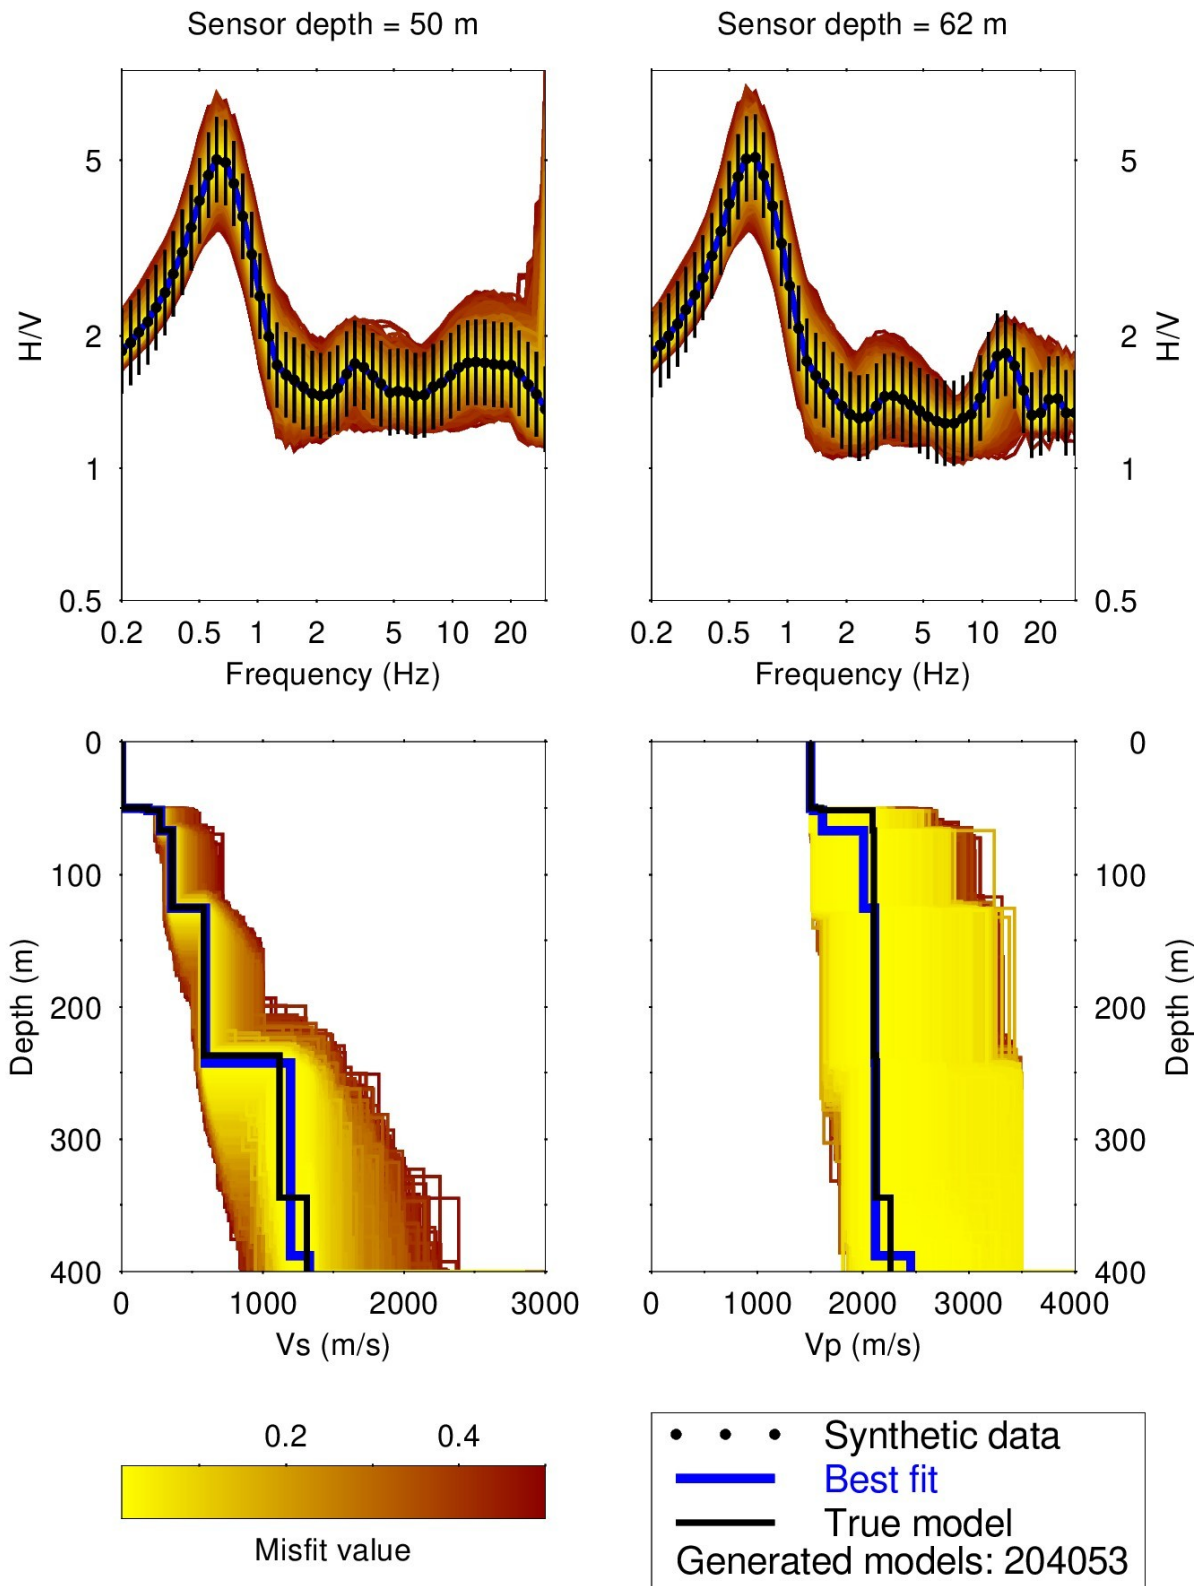 Sensor depth = 50 m
Sensor depth = 62 m
H/V
5
2
1
0.5
0.2 0.5 1 2 5 10 20
Frequency (Hz)
5
2
1
0.5
H/V
0.2 0.5 1 2 5 10 20
Frequency (Hz)
Depth (m)
0
100
200
300
400
0 1000 2000 3000
Vs (m/s)
0
100
200
300
400
Depth (m)
0 1000 2000 3000 4000
Vp (m/s)
0.2 0.4
Misfit value
Synthetic data
Best fit
True model
Generated models: 204053